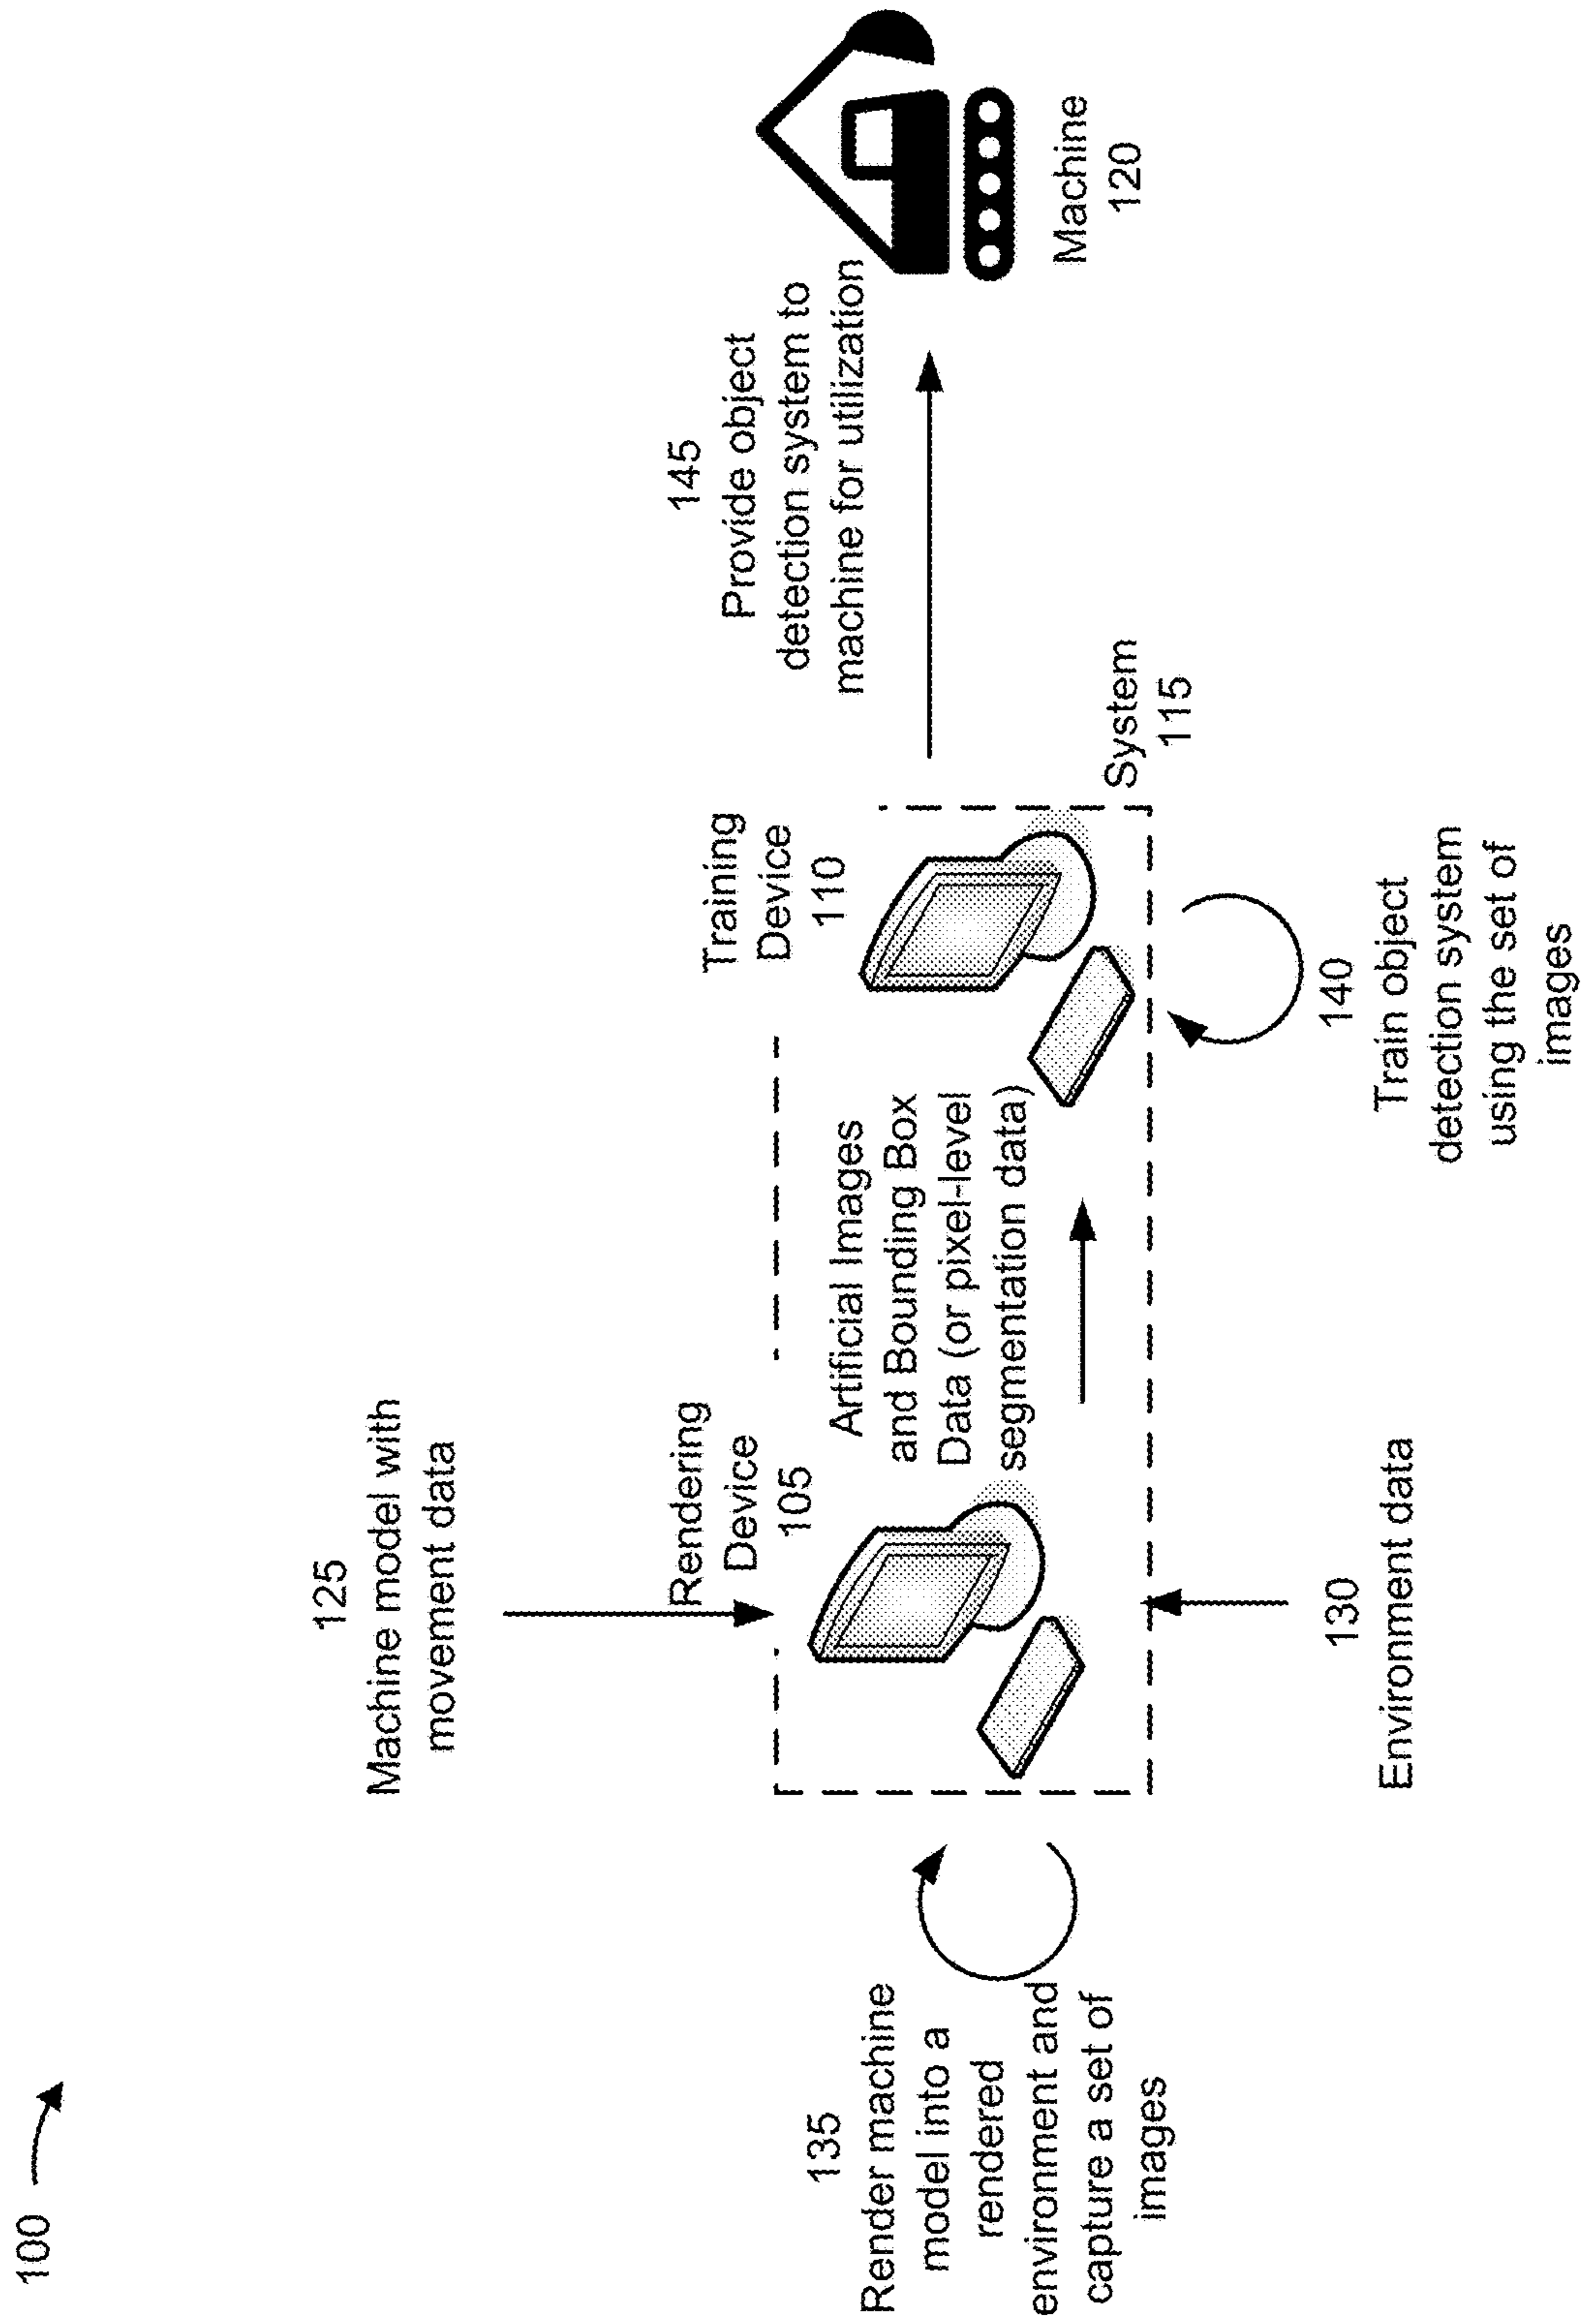 100
125
Machine model with
movement data
Rendering
Device
105
Training
Device
110
145
Provide object
detection system to
machine for utilization
135
Render machine
model into a
rendered
environment and
capture a set of
images
Artificial Images
and Bounding Box
Data (or pixel-level
segmentation data)
System
115
Machine
120
130
Environment data
140
Train object
detection system
using the set of
images